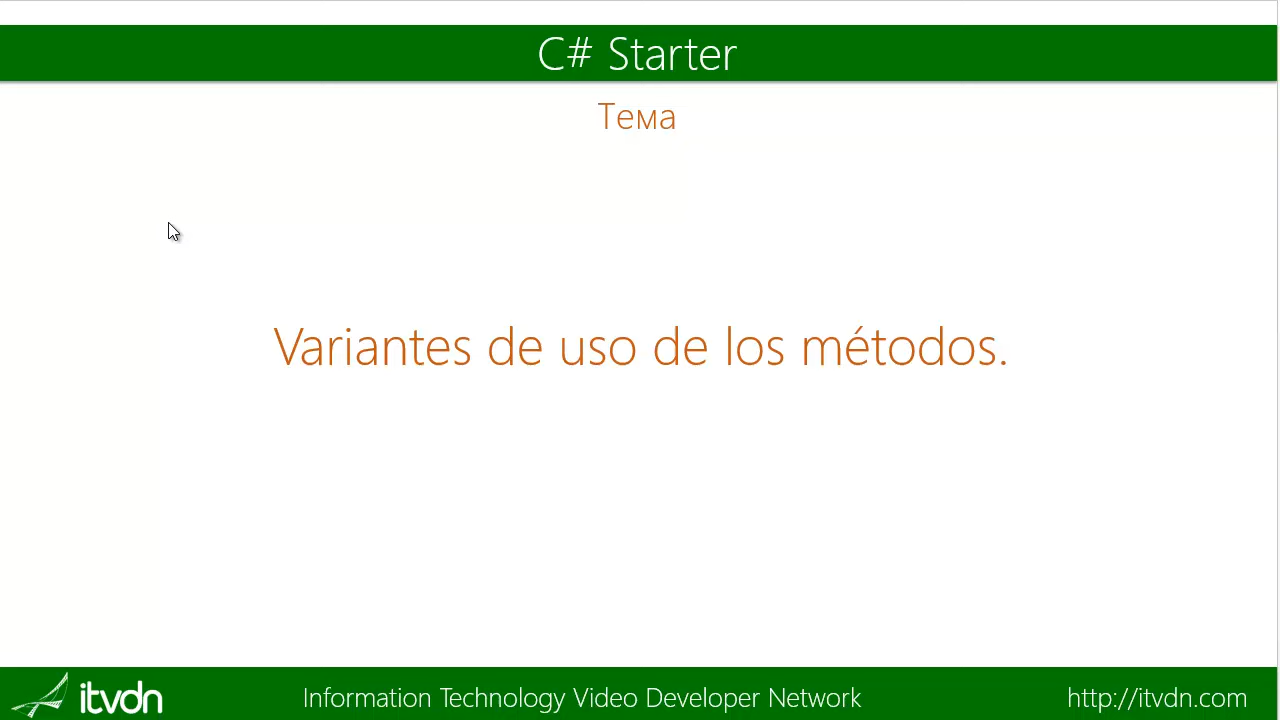 C# Starter
Тема
Variantes de uso de los métodos.
itvdn
Information Technology Video Developer Network
http://itvdn.com